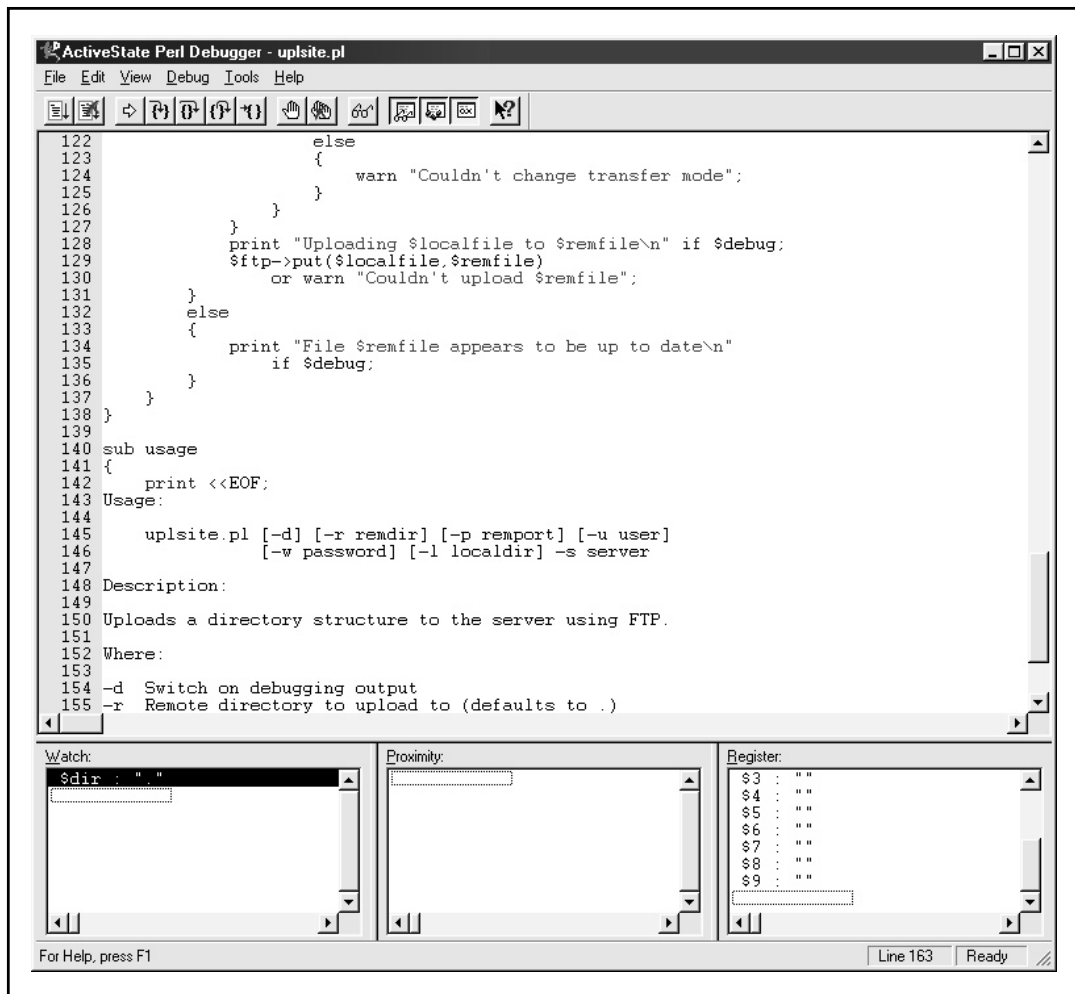 ActiveState Perl Debugger - uplsite.pl
File Edit View Debug Tools Help
122                     else
123                     {
124                         warn "Couldn't change transfer mode";
125                     }
126                 }
127             }
128             print "Uploading $localfile to $remfile\n" if $debug;
129             $ftp->put($localfile,$remfile)
130                 or warn "Couldn't upload $remfile";
131         }
132         else
133         {
134             print "File $remfile appears to be up to date\n"
135                 if $debug;
136         }
137     }
138 }
139
140 sub usage
141 {
142     print <<EOF;
143 Usage:
144
145     uplsite.pl [-d] [-r remdir] [-p remport] [-u user]
146                [-w password] [-l localdir] -s server
147
148 Description:
149
150 Uploads a directory structure to the server using FTP.
151
152 Where:
153
154 -d  Switch on debugging output
155 -r  Remote directory to upload to (defaults to .)
Watch:
$dir : "."
Proximity:
Register:
$3 : ""
$4 : ""
$5 : ""
$6 : ""
$7 : ""
$8 : ""
$9 : ""
For Help, press F1
Line 163
Ready